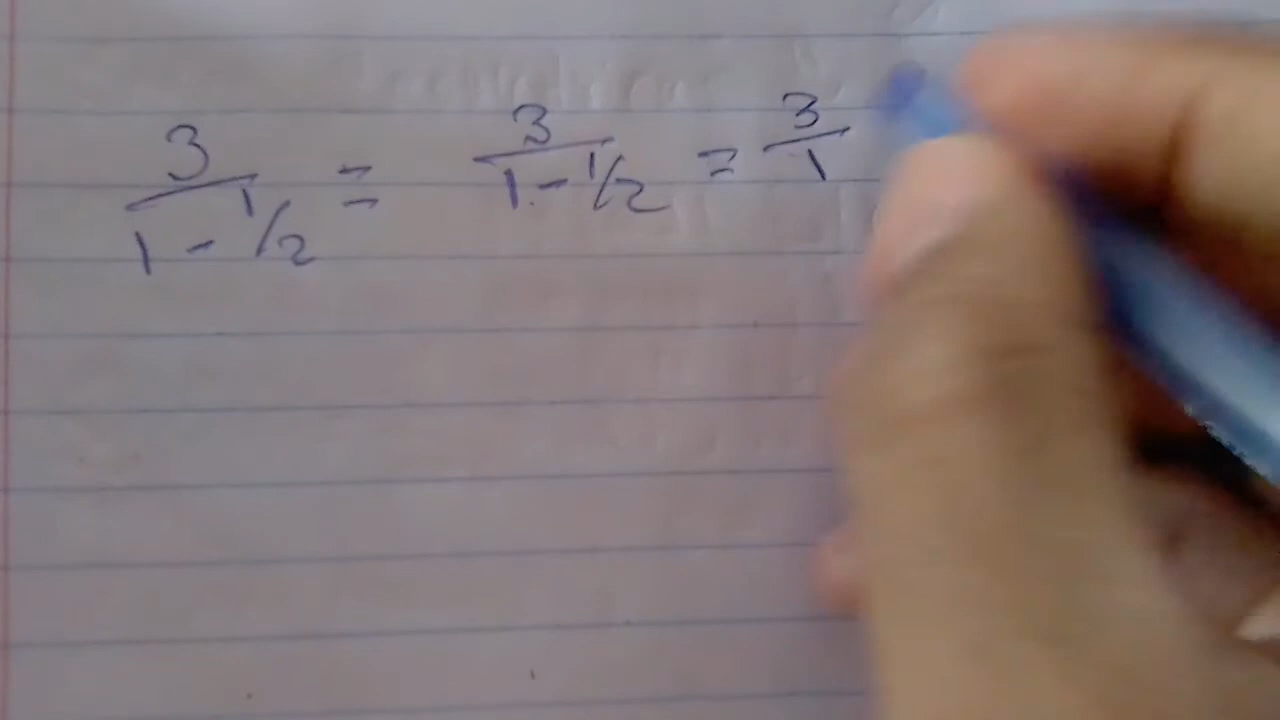 3/(1 - 1/2) = 3/(1 - 1/2) = 3/1